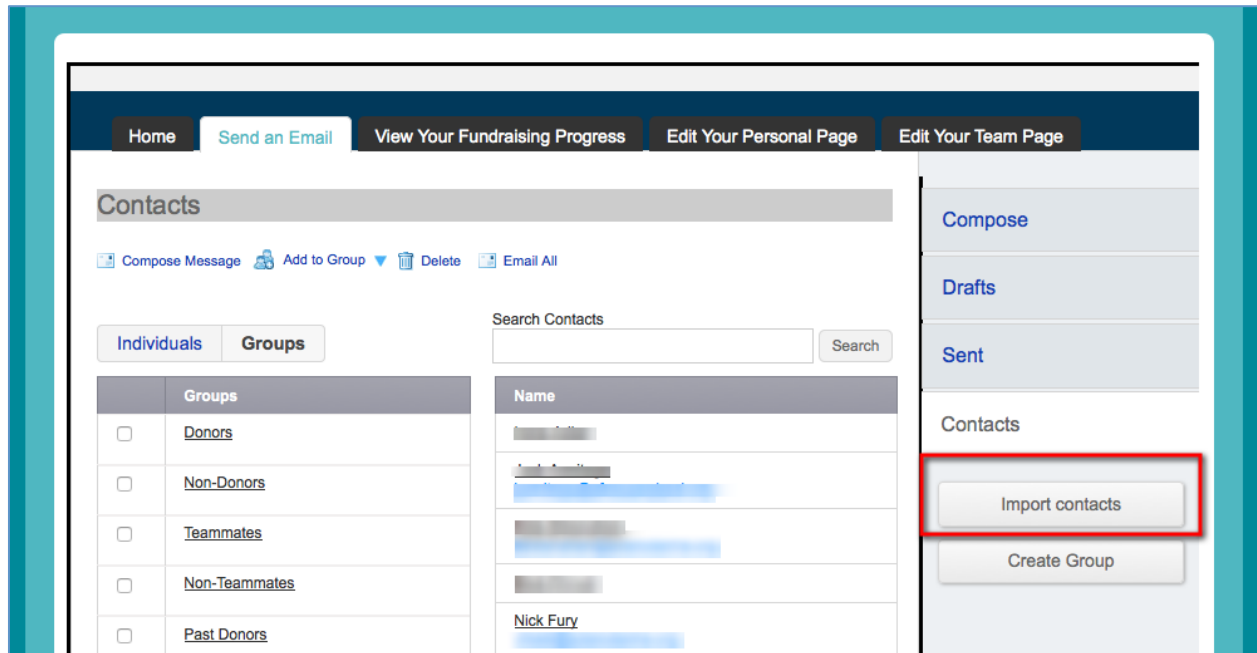 Home Send an Email View Your Fundraising Progress Edit Your Personal Page Edit Your Team Page
Contacts
Compose Message Add to Group Delete Email All
Individuals Groups
Search Contacts
Search
Groups
Donors
Non-Donors
Teammates
Non-Teammates
Past Donors
Name
Nick Fury
Compose
Drafts
Sent
Contacts
Import contacts
Create Group